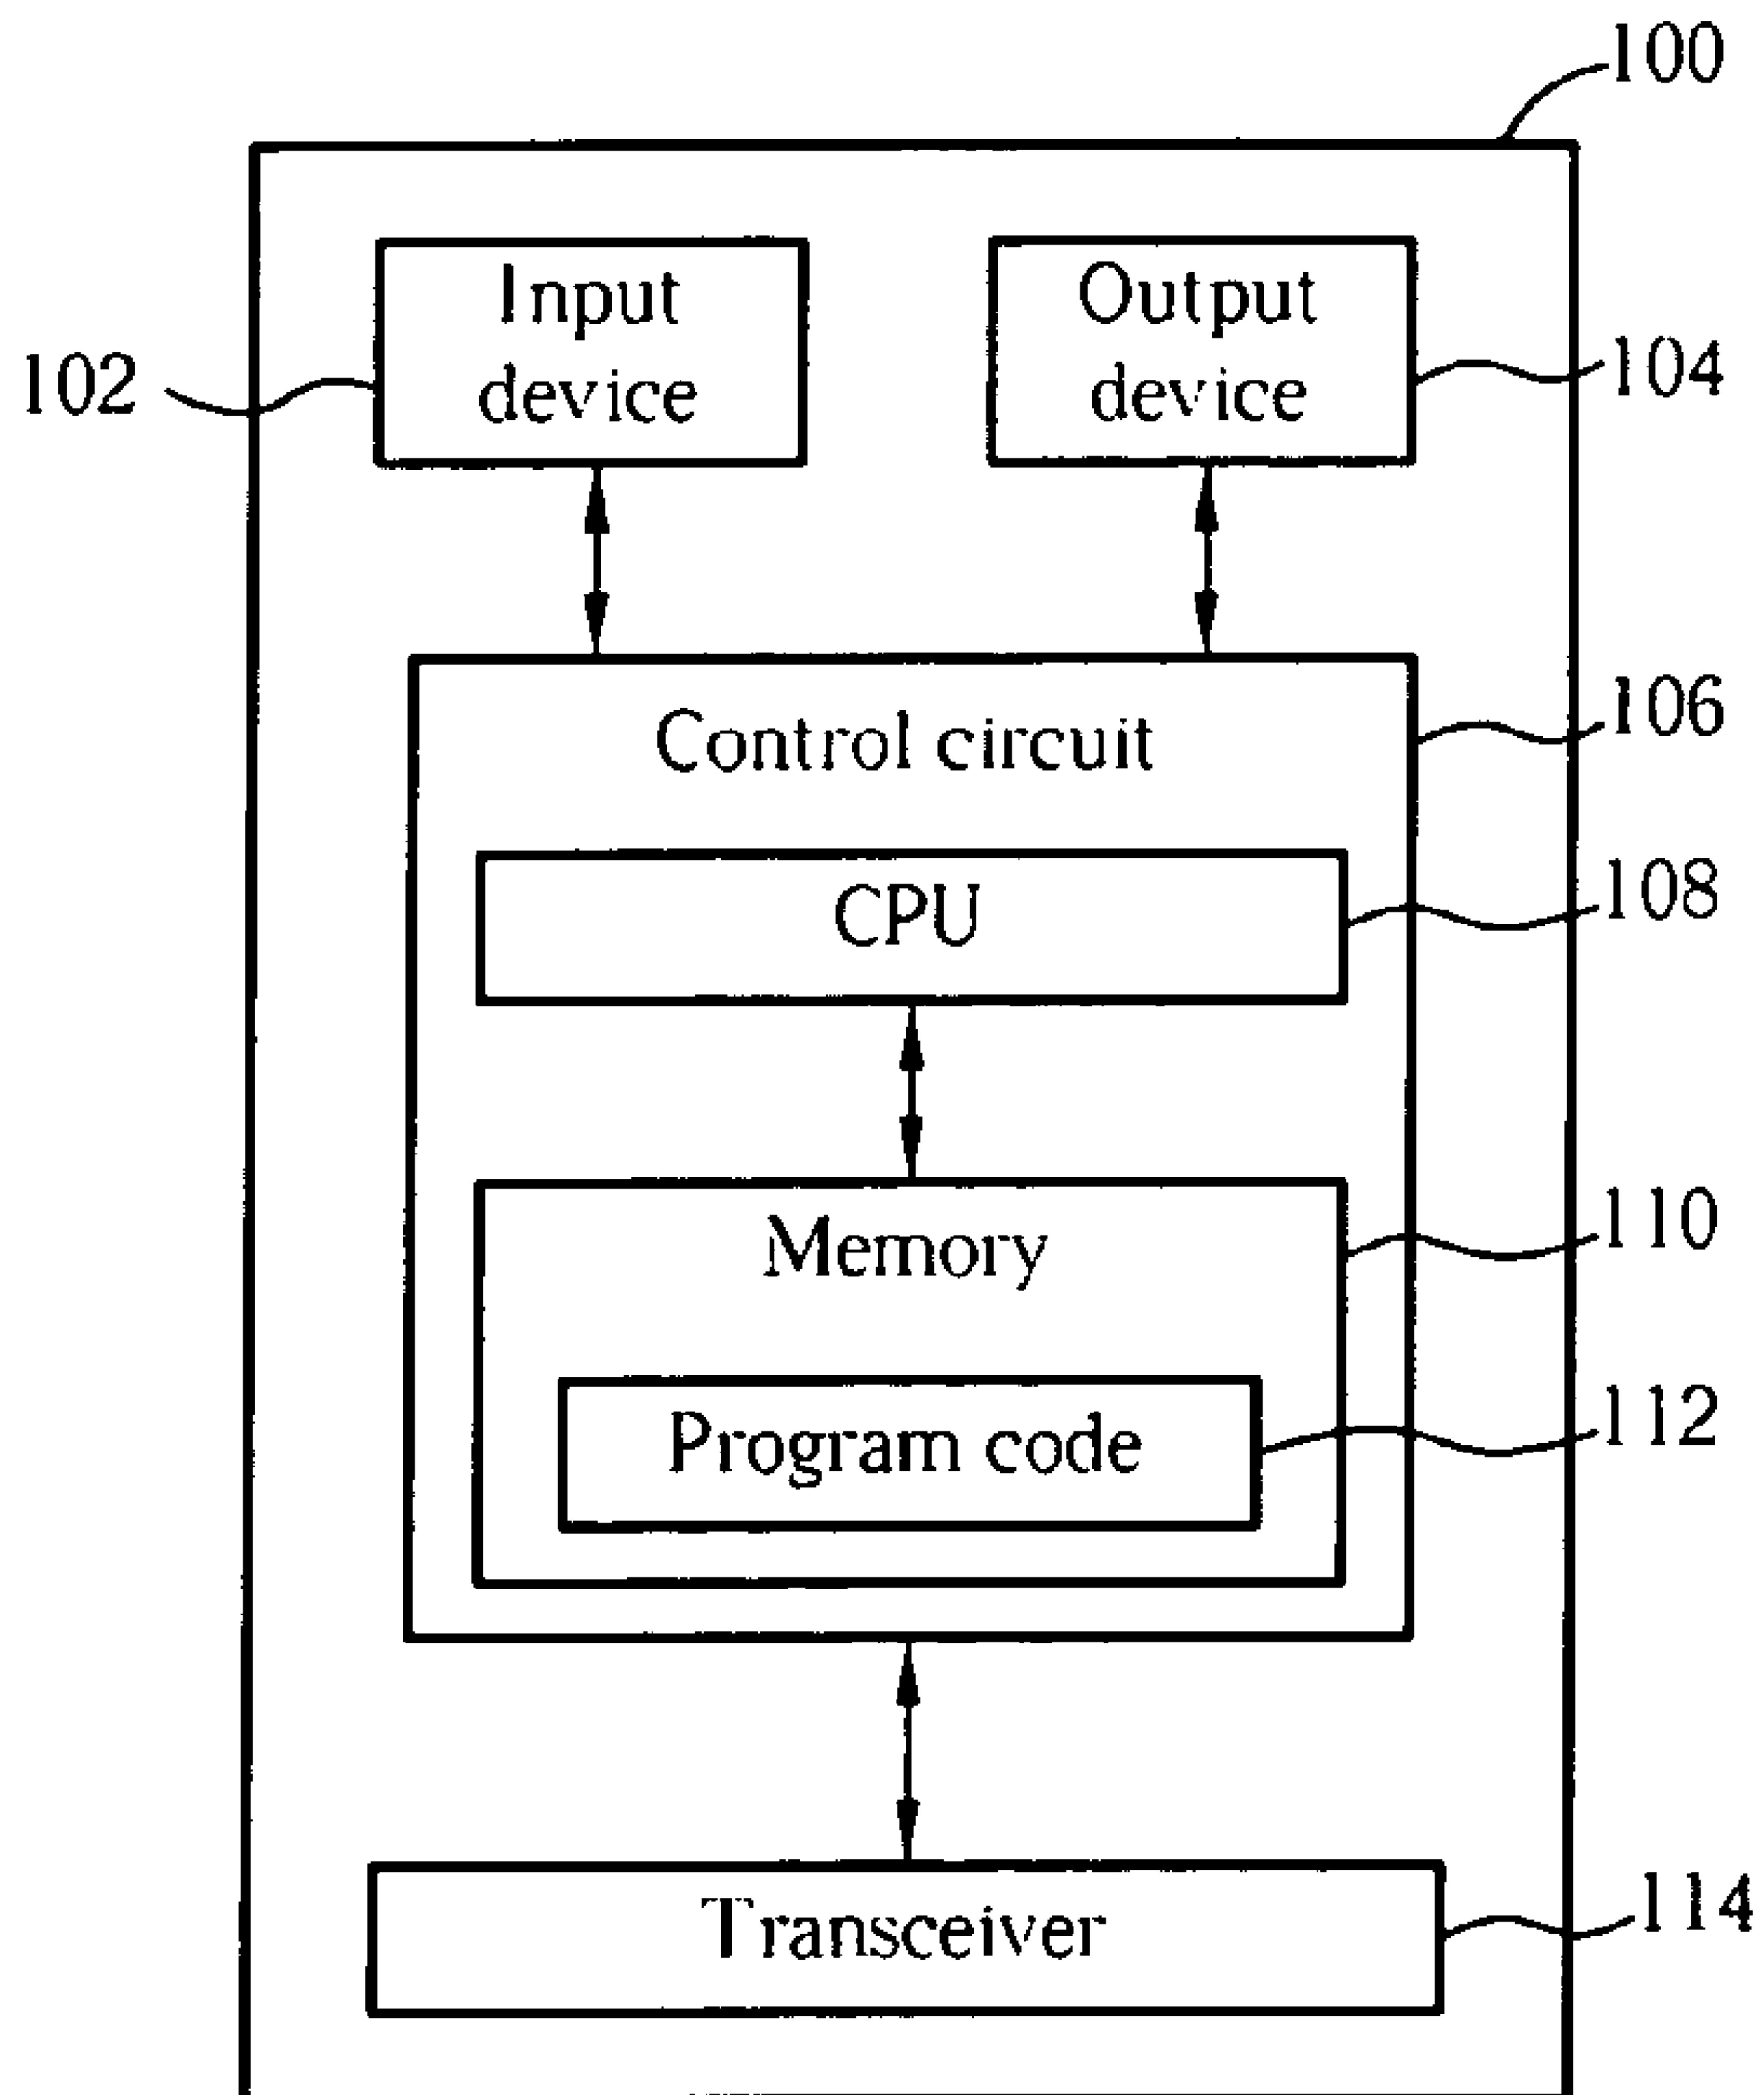 100
Input
device
Output
device
102
104
Control circuit
106
CPU
108
Memory
110
Program code
112
Transceiver
114